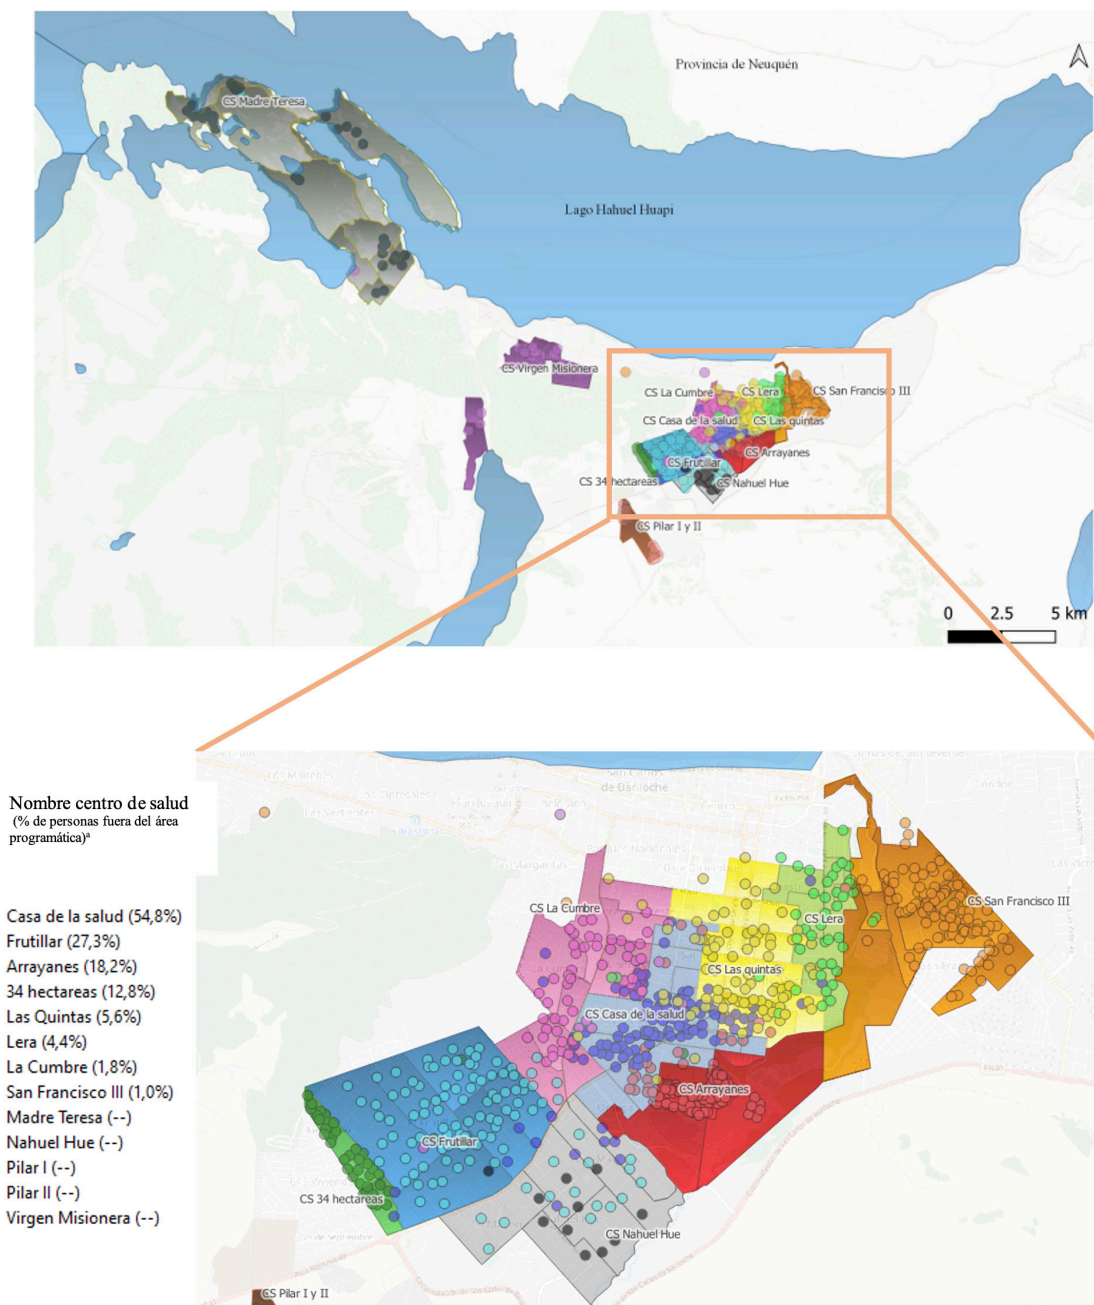 Provincia de Neuquén
CS Madre Teresa
Lago Hahuel Huapi
CS Virgen Misionera
CS La Cumbre
CS Lera
CS San Francisco III
CS Casa de la salud
CS Las quintas
CS Arrayanes
CS Frutillar
CS 34 hectareas
CS Nahuel Hue
CS Pilar I y II
0 2.5 5 km
Nombre centro de salud
(% de personas fuera del área
programática)ª
Casa de la salud (54,8%)
Frutillar (27,3%)
Arrayanes (18,2%)
34 hectareas (12,8%)
Las Quintas (5,6%)
Lera (4,4%)
La Cumbre (1,8%)
San Francisco III (1,0%)
Madre Teresa (--)
Nahuel Hue (--)
Pilar I (--)
Pilar II (--)
Virgen Misionera (--)
San Carlos
de Bariloche
Belgrano
CS La Cumbre
CS San Francisco III
CS Lera
CS Las quintas
CS Casa de la salud
CS Arrayanes
CS Frutillar
CS 34 hectareas
CS Nahuel Hue
CS Pilar I y II